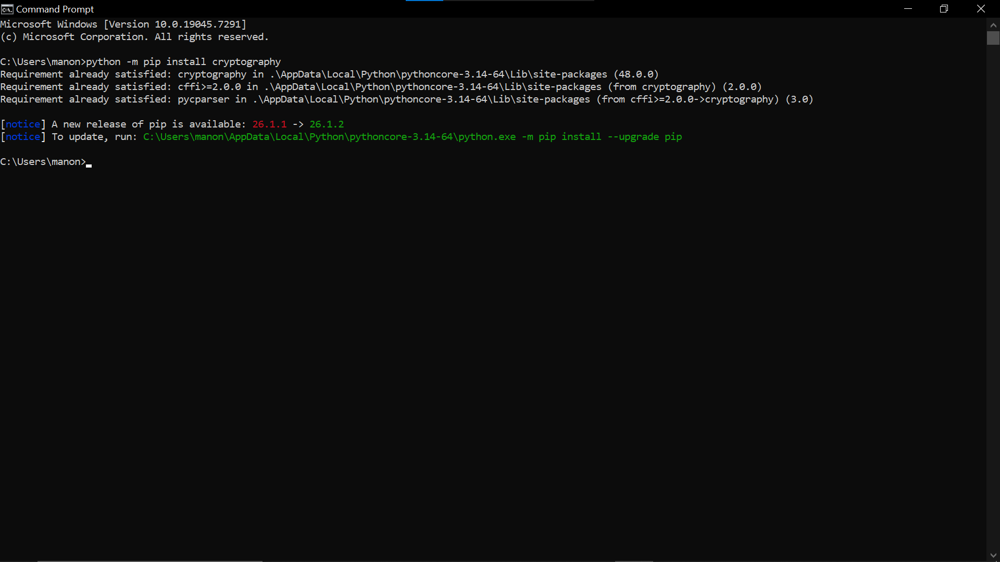 Command Prompt
Microsoft Windows [Version 10.0.19045.7291]
(c) Microsoft Corporation. All rights reserved.
C:\Users\manon>python -m pip install cryptography
Requirement already satisfied: cryptography in .\AppData\Local\Python\pythoncore-3.14-64\Lib\site-packages (48.0.0)
Requirement already satisfied: cffi>=2.0.0 in .\AppData\Local\Python\pythoncore-3.14-64\Lib\site-packages (from cryptography) (2.0.0)
Requirement already satisfied: pycparser in .\AppData\Local\Python\pythoncore-3.14-64\Lib\site-packages (from cffi>=2.0.0->cryptography) (3.0)
[notice] A new release of pip is available: 26.1.1 -> 26.1.2
[notice] To update, run: C:\Users\manon\AppData\Local\Python\pythoncore-3.14-64\python.exe -m pip install --upgrade pip
C:\Users\manon>